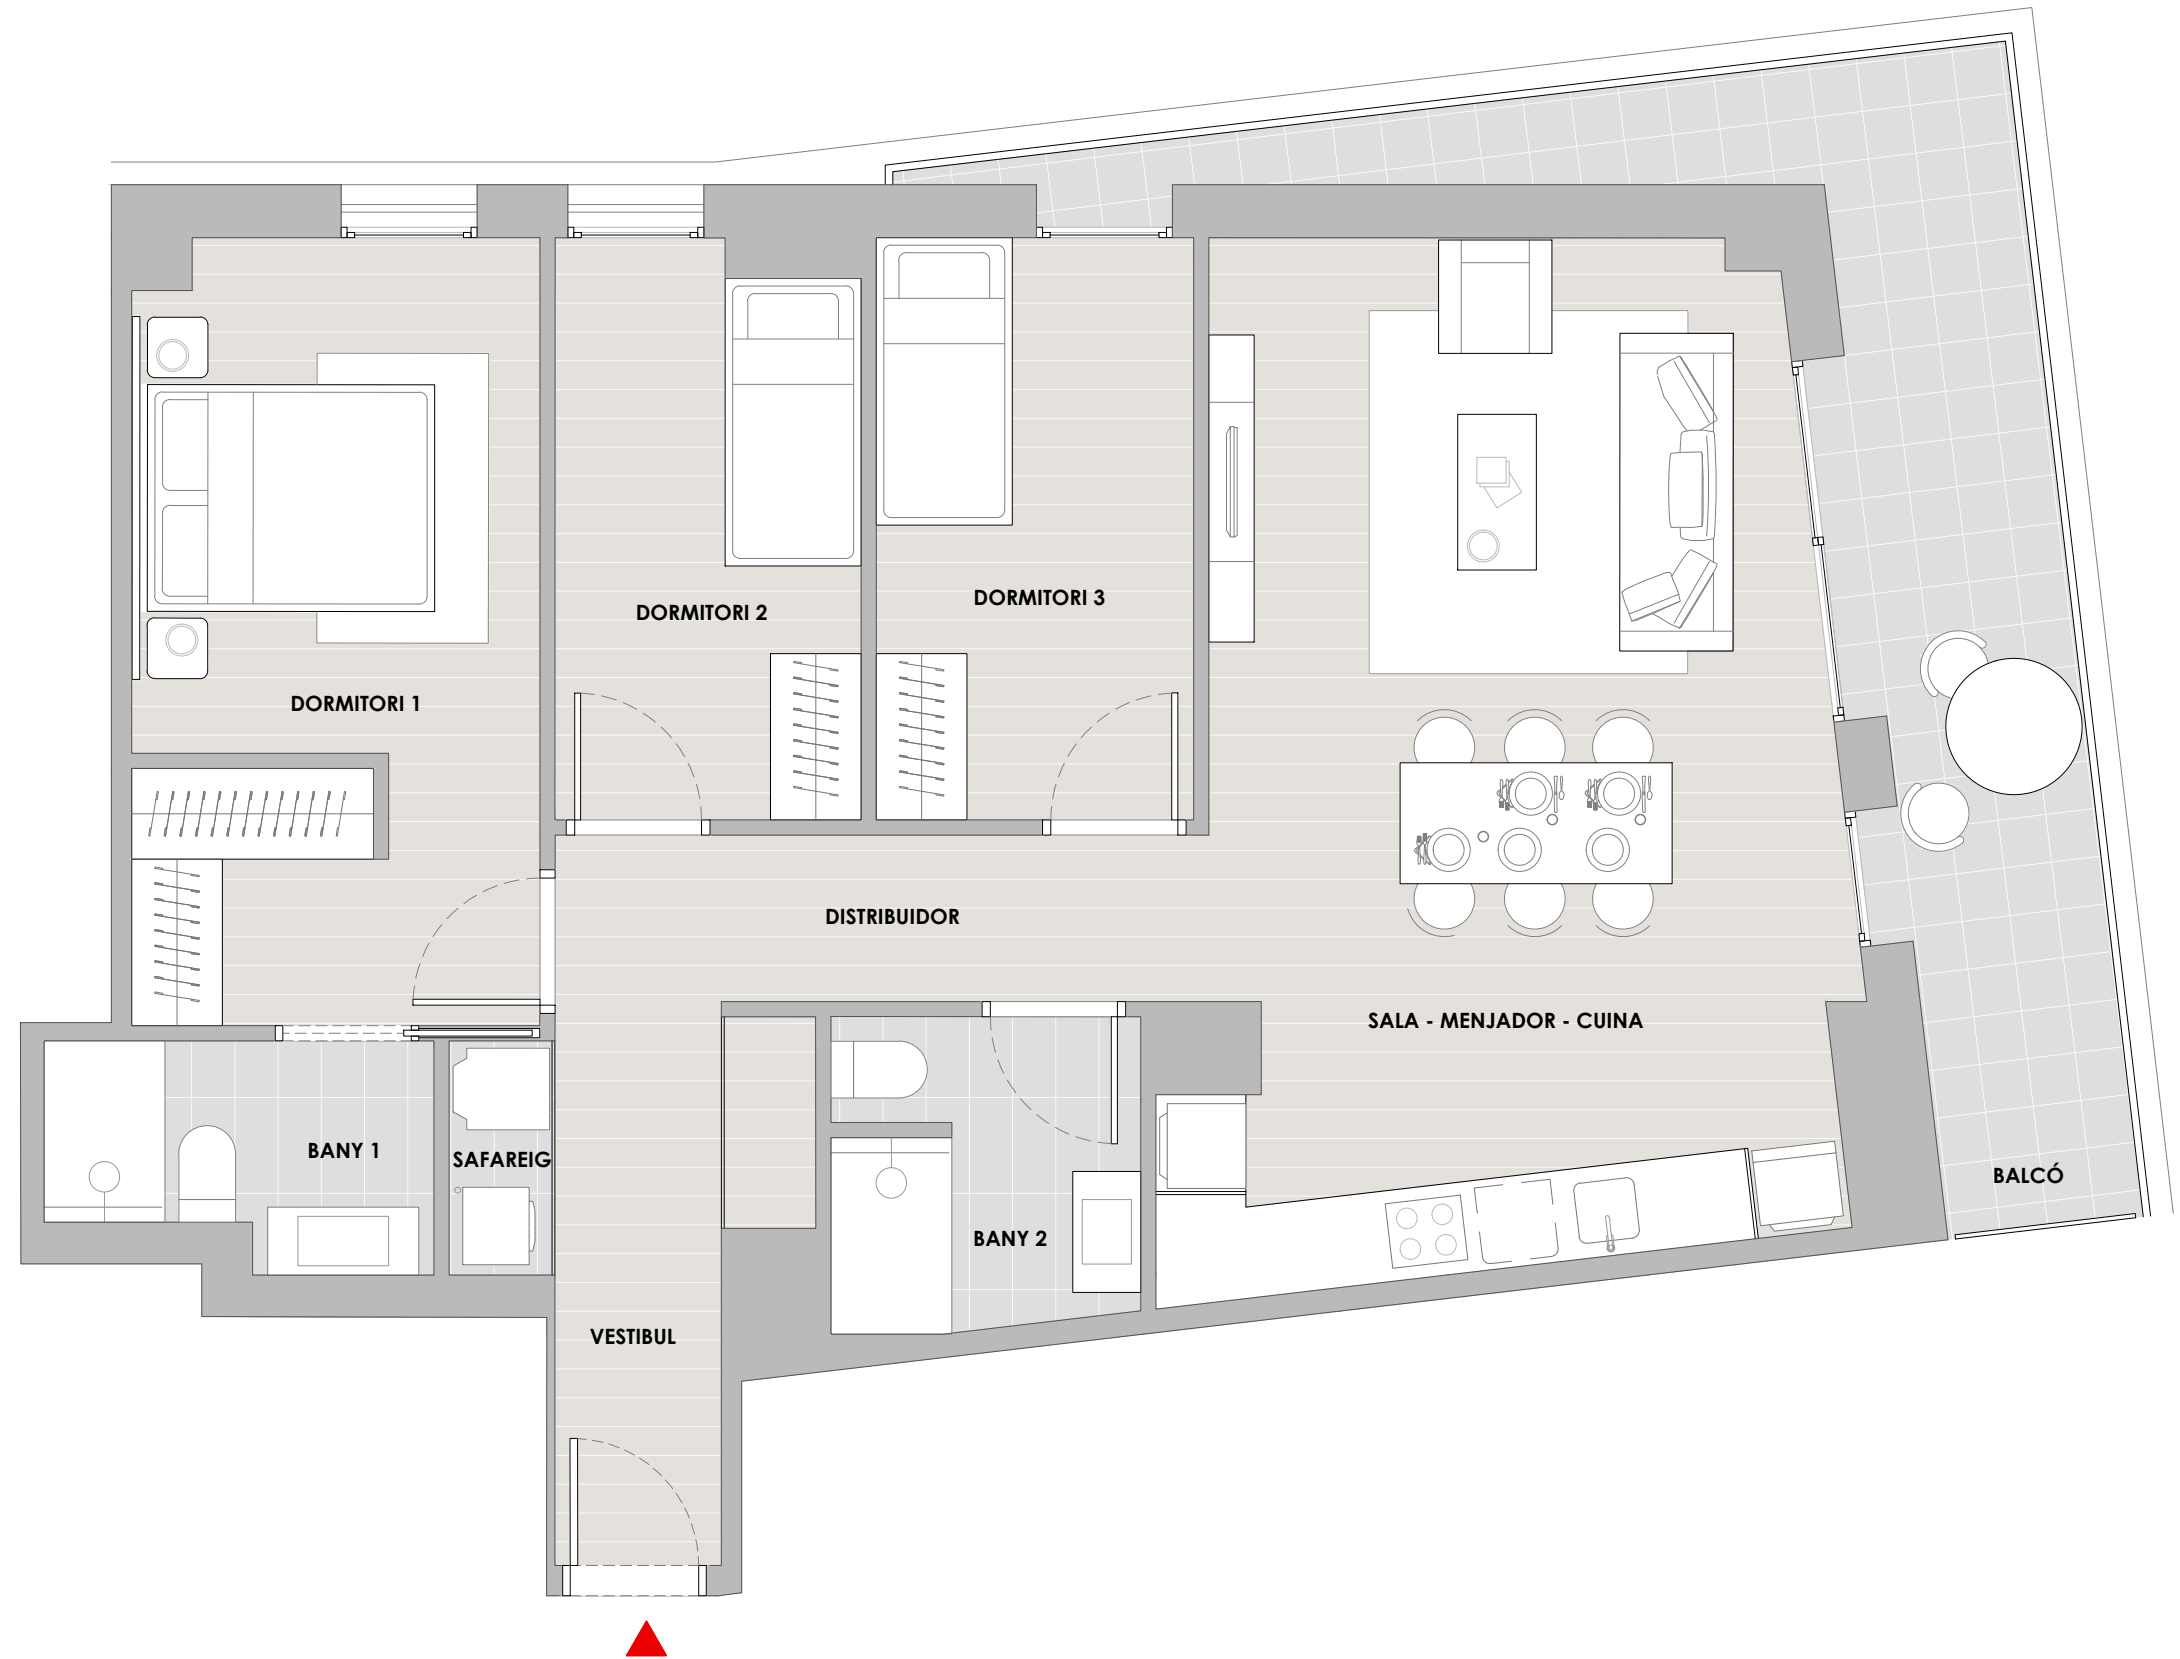 DORMITORI 3
DORMITORI 2
DORMITORI 1
DISTRIBUIDOR
SALA - MENJADOR - CUINA
BANY 1
SAFAREIG
BALCÓ
BANY 2
VESTIBUL